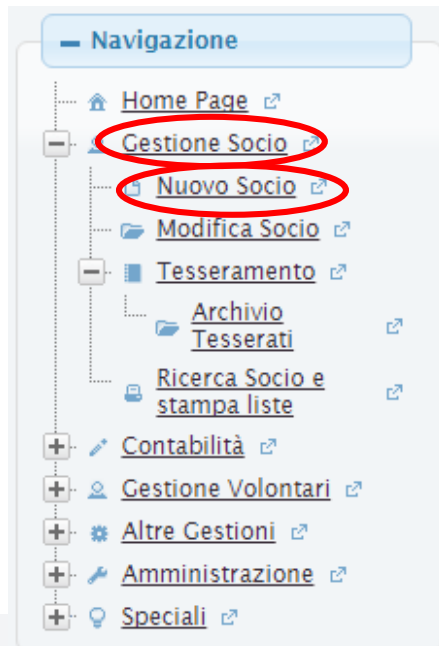 Navigazione
Home Page
Gestione Socio
Nuovo Socio
Modifica Socio
Tesseramento
Archivio
Tesserati
Ricerca Socio e
stampa liste
Contabilità
Gestione Volontari
Altre Gestioni
Amministrazione
Speciali